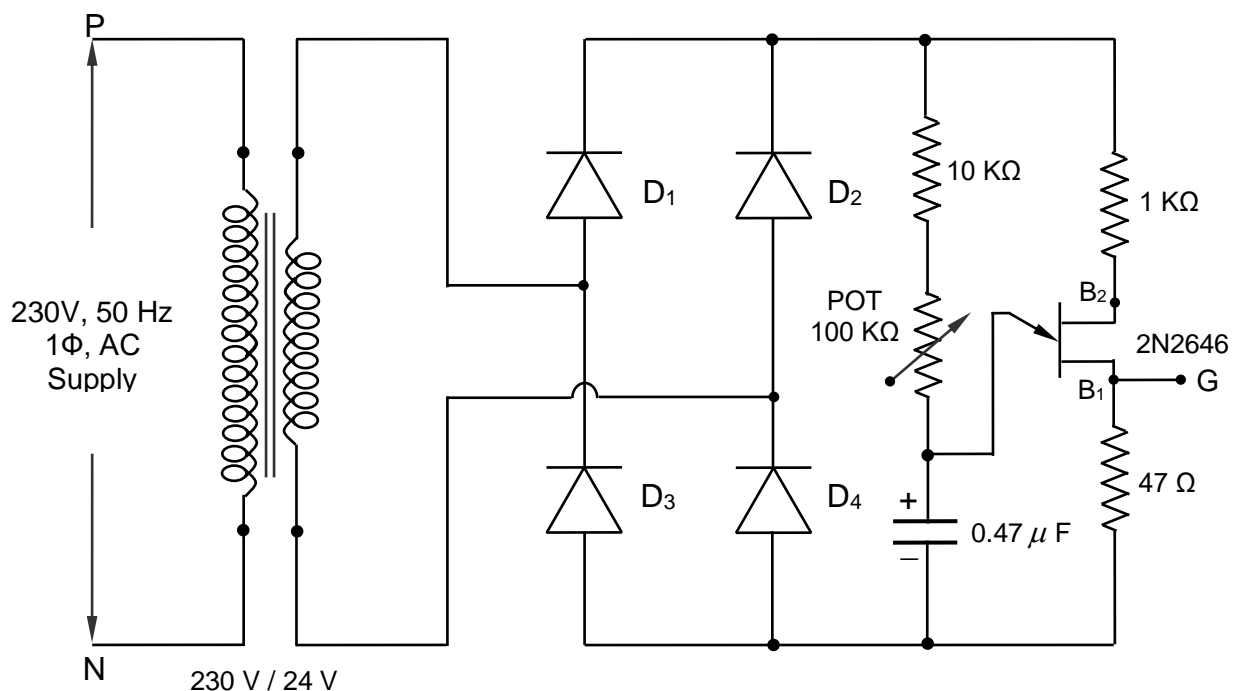 P
230V, 50 Hz
1Φ, AC
Supply
N
230 V / 24 V
D₁
D₂
D₃
D₄
10 KΩ
POT
100 KΩ
+
−
0.47 μ F
1 KΩ
B₂
2N2646
B₁
G
47 Ω